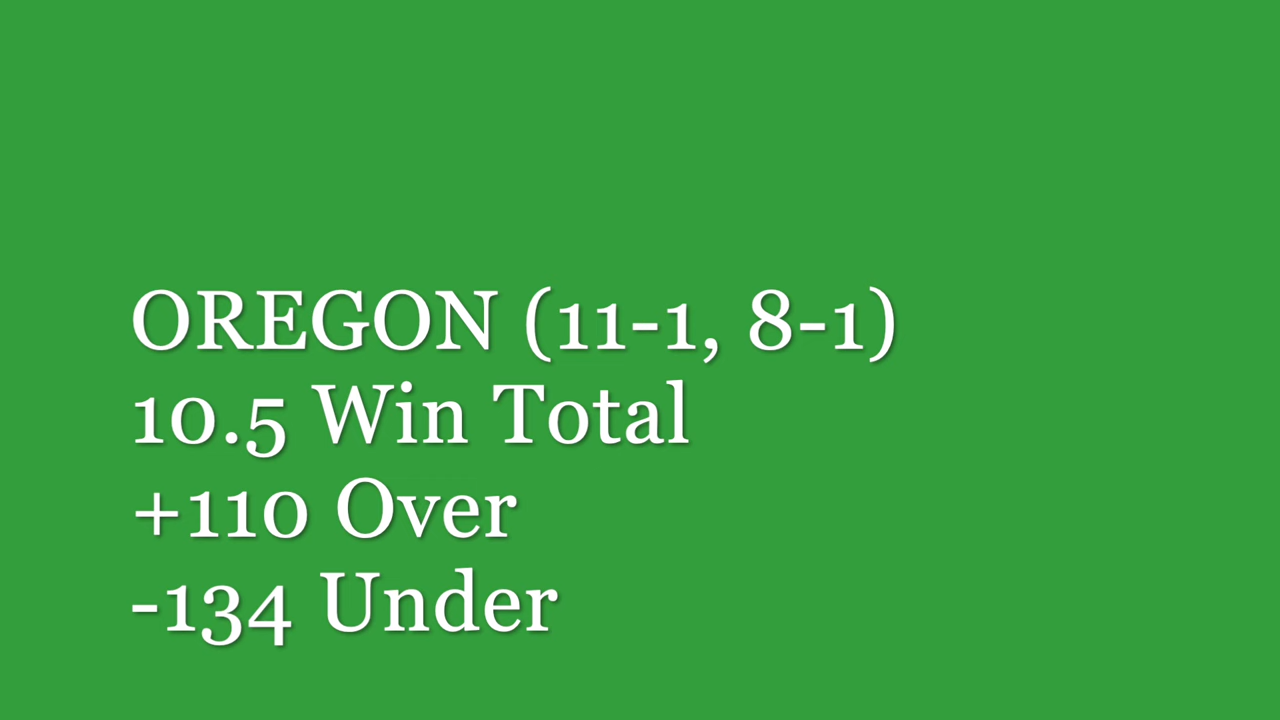 OREGON (11-1, 8-1)
10.5 Win Total
+110 Over
-134 Under